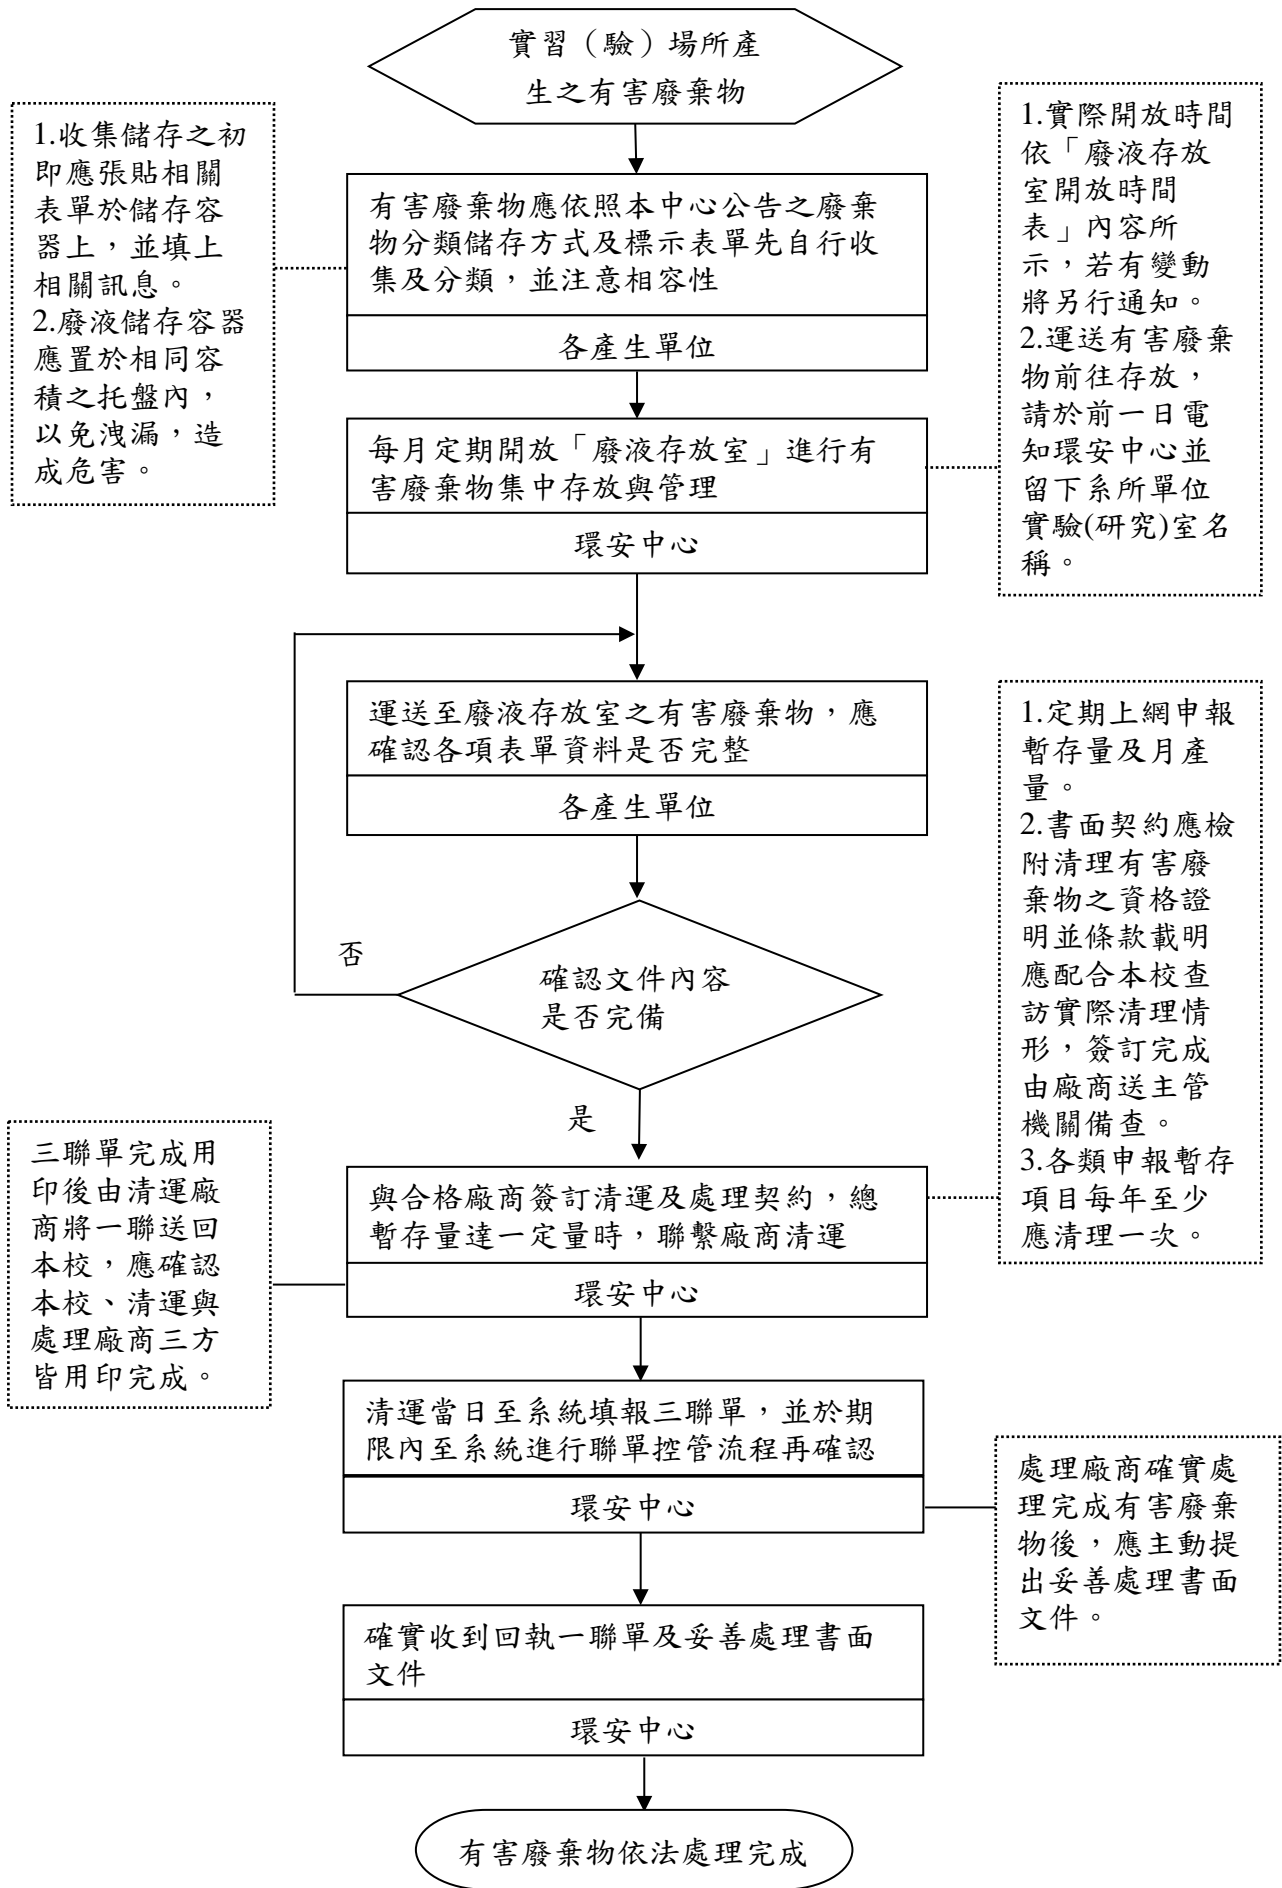 實習（驗）場所產
生之有害廢棄物
1.收集儲存之初
即應張貼相關
表單於儲存容
器上，並填上
相關訊息。
2.廢液儲存容器
應置於相同容
積之托盤內，
以免洩漏，造
成危害。
有害廢棄物應依照本中心公告之廢棄
物分類儲存方式及標示表單先自行收
集及分類，並注意相容性
各產生單位
1.實際開放時間
依「廢液存放
室開放時間
表」內容所
示，若有變動
將另行通知。
2.運送有害廢棄
物前往存放，
請於前一日電
知環安中心並
留下系所單位
實驗(研究)室名
稱。
每月定期開放「廢液存放室」進行有
害廢棄物集中存放與管理
環安中心
運送至廢液存放室之有害廢棄物，應
確認各項表單資料是否完整
各產生單位
確認文件內容
是否完備
否
是
1.定期上網申報
暫存量及月產
量。
2.書面契約應檢
附清理有害廢
棄物之資格證
明並條款載明
應配合本校查
訪實際清理情
形，簽訂完成
由廠商送主管
機關備查。
3.各類申報暫存
項目每年至少
應清理一次。
三聯單完成用
印後由清運廠
商將一聯送回
本校，應確認
本校、清運與
處理廠商三方
皆用印完成。
與合格廠商簽訂清運及處理契約，總
暫存量達一定量時，聯繫廠商清運
環安中心
清運當日至系統填報三聯單，並於期
限內至系統進行聯單控管流程再確認
環安中心
處理廠商確實處
理完成有害廢棄
物後，應主動提
出妥善處理書面
文件。
確實收到回執一聯單及妥善處理書面
文件
環安中心
有害廢棄物依法處理完成